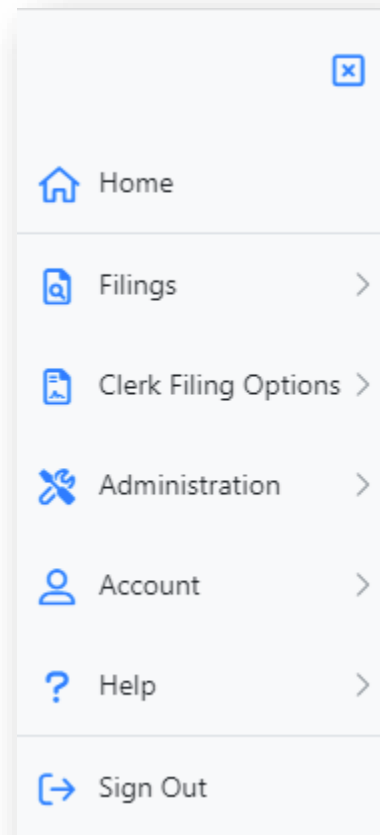 Home
Filings
Clerk Filing Options
Administration
Account
Help
Sign Out